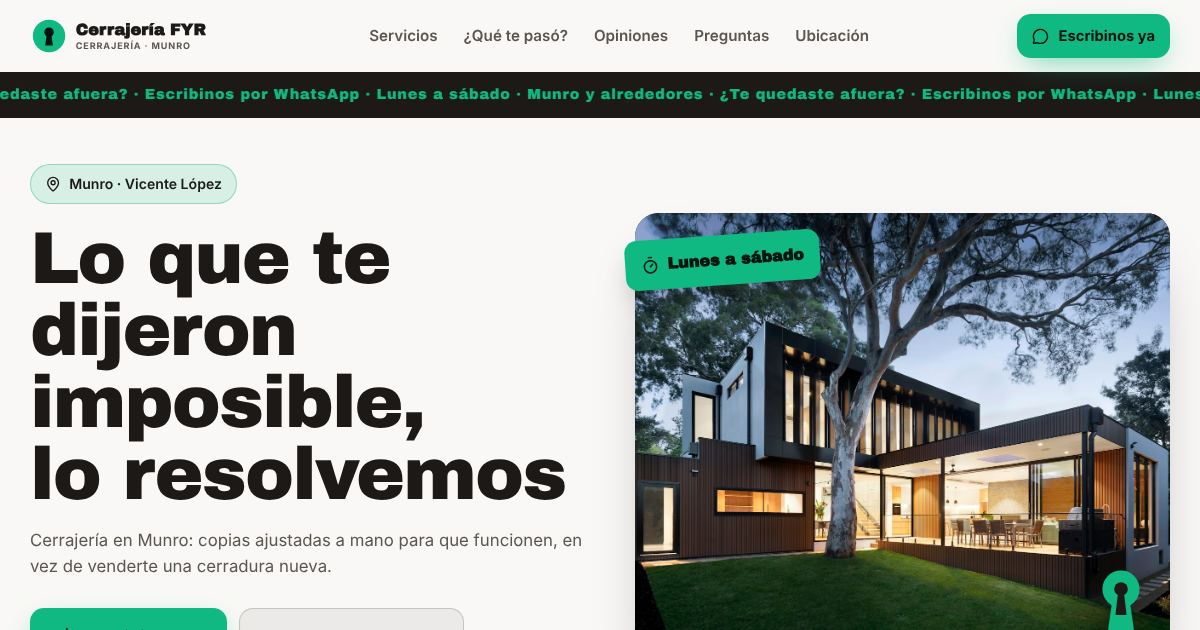 Cerrajería FYR
CERRAJERÍA · MUNRO
Servicios
¿Qué te pasó?
Opiniones
Preguntas
Ubicación
Escribinos ya
afuera? · Escribinos por WhatsApp · Lunes a sábado · Munro y alrededores · ¿Te quedaste afuera? · Escribinos por WhatsApp ·
Munro · Vicente López
Lo que te
dijeron
imposible,
lo resolvemos
Lunes a sábado
Cerrajería en Munro: copias ajustadas a mano para que funcionen, en
vez de venderte una cerradura nueva.